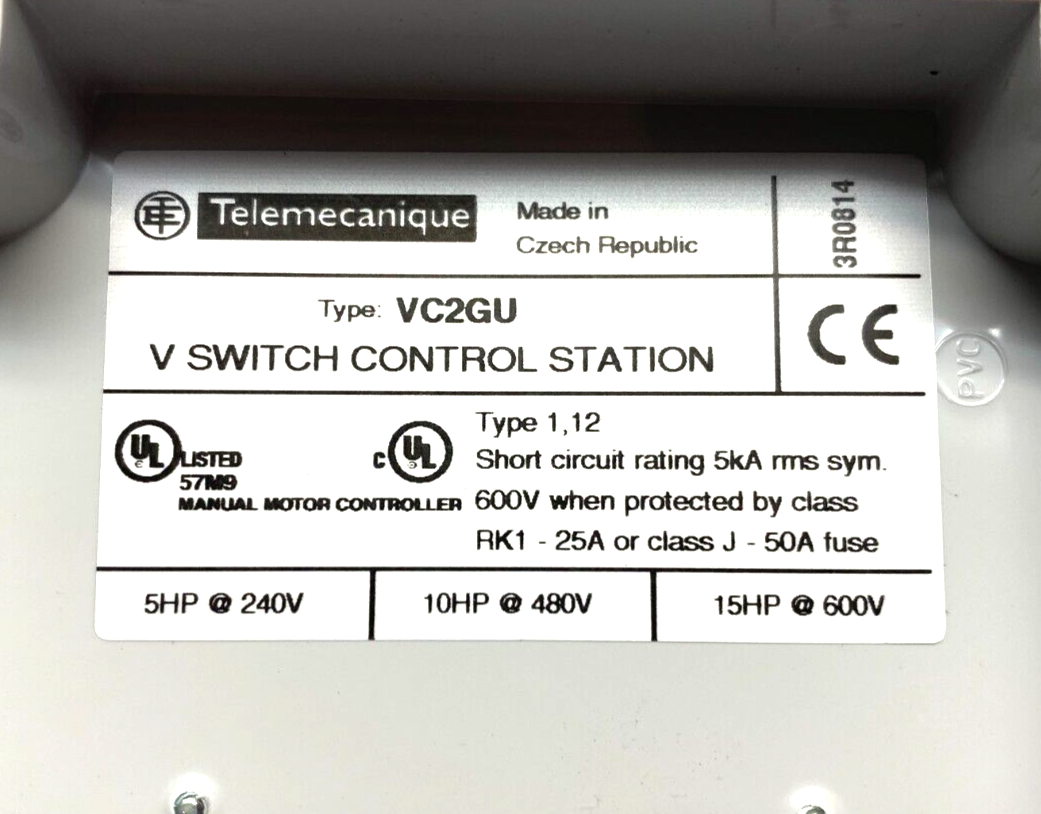 Telemecanique
Made in
Czech Republic
3R0814
Type: VC2GU
V SWITCH CONTROL STATION
CE
UL LISTED
57M9
MANUAL MOTOR CONTROLLER
C UL
Type 1,12
Short circuit rating 5kA rms sym.
600V when protected by class
RK1 - 25A or class J - 50A fuse
5HP @ 240V
10HP @ 480V
15HP @ 600V
PVC